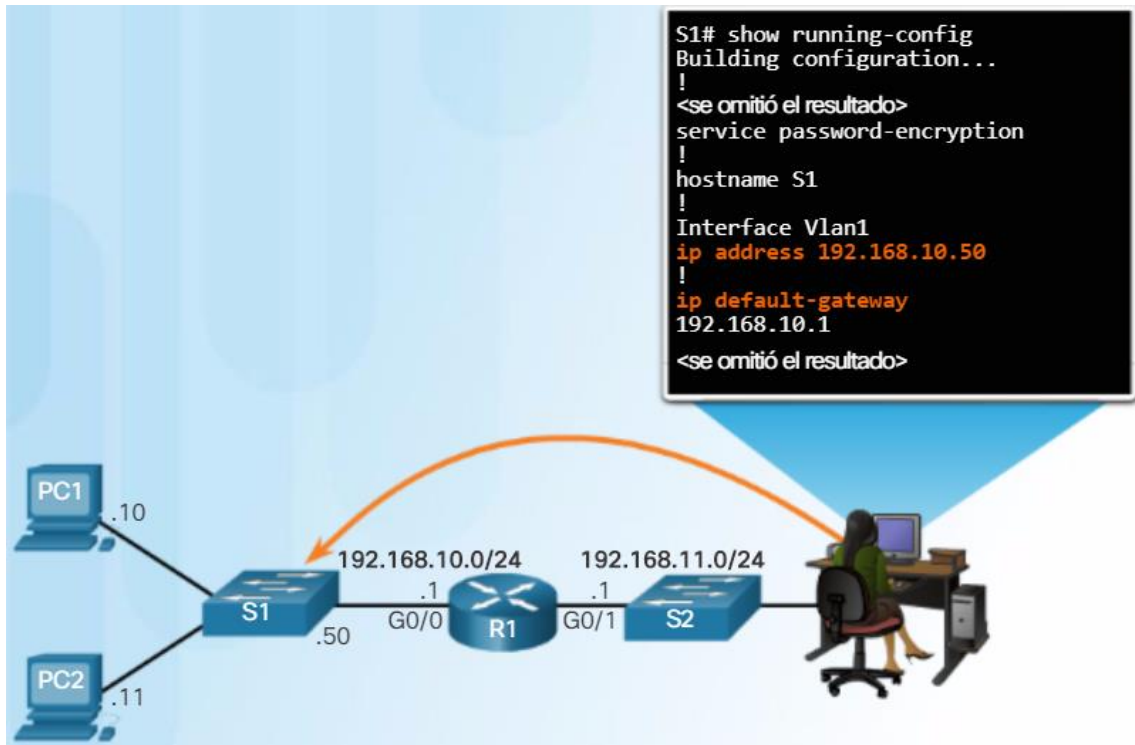 S1# show running-config
Building configuration...
!
<se omitió el resultado>
service password-encryption
!
hostname S1
!
Interface Vlan1
ip address 192.168.10.50
!
ip default-gateway
192.168.10.1
<se omitió el resultado>
PC1
.10
192.168.10.0/24
192.168.11.0/24
.1
.1
S1
G0/0
R1
G0/1
S2
.50
PC2
.11